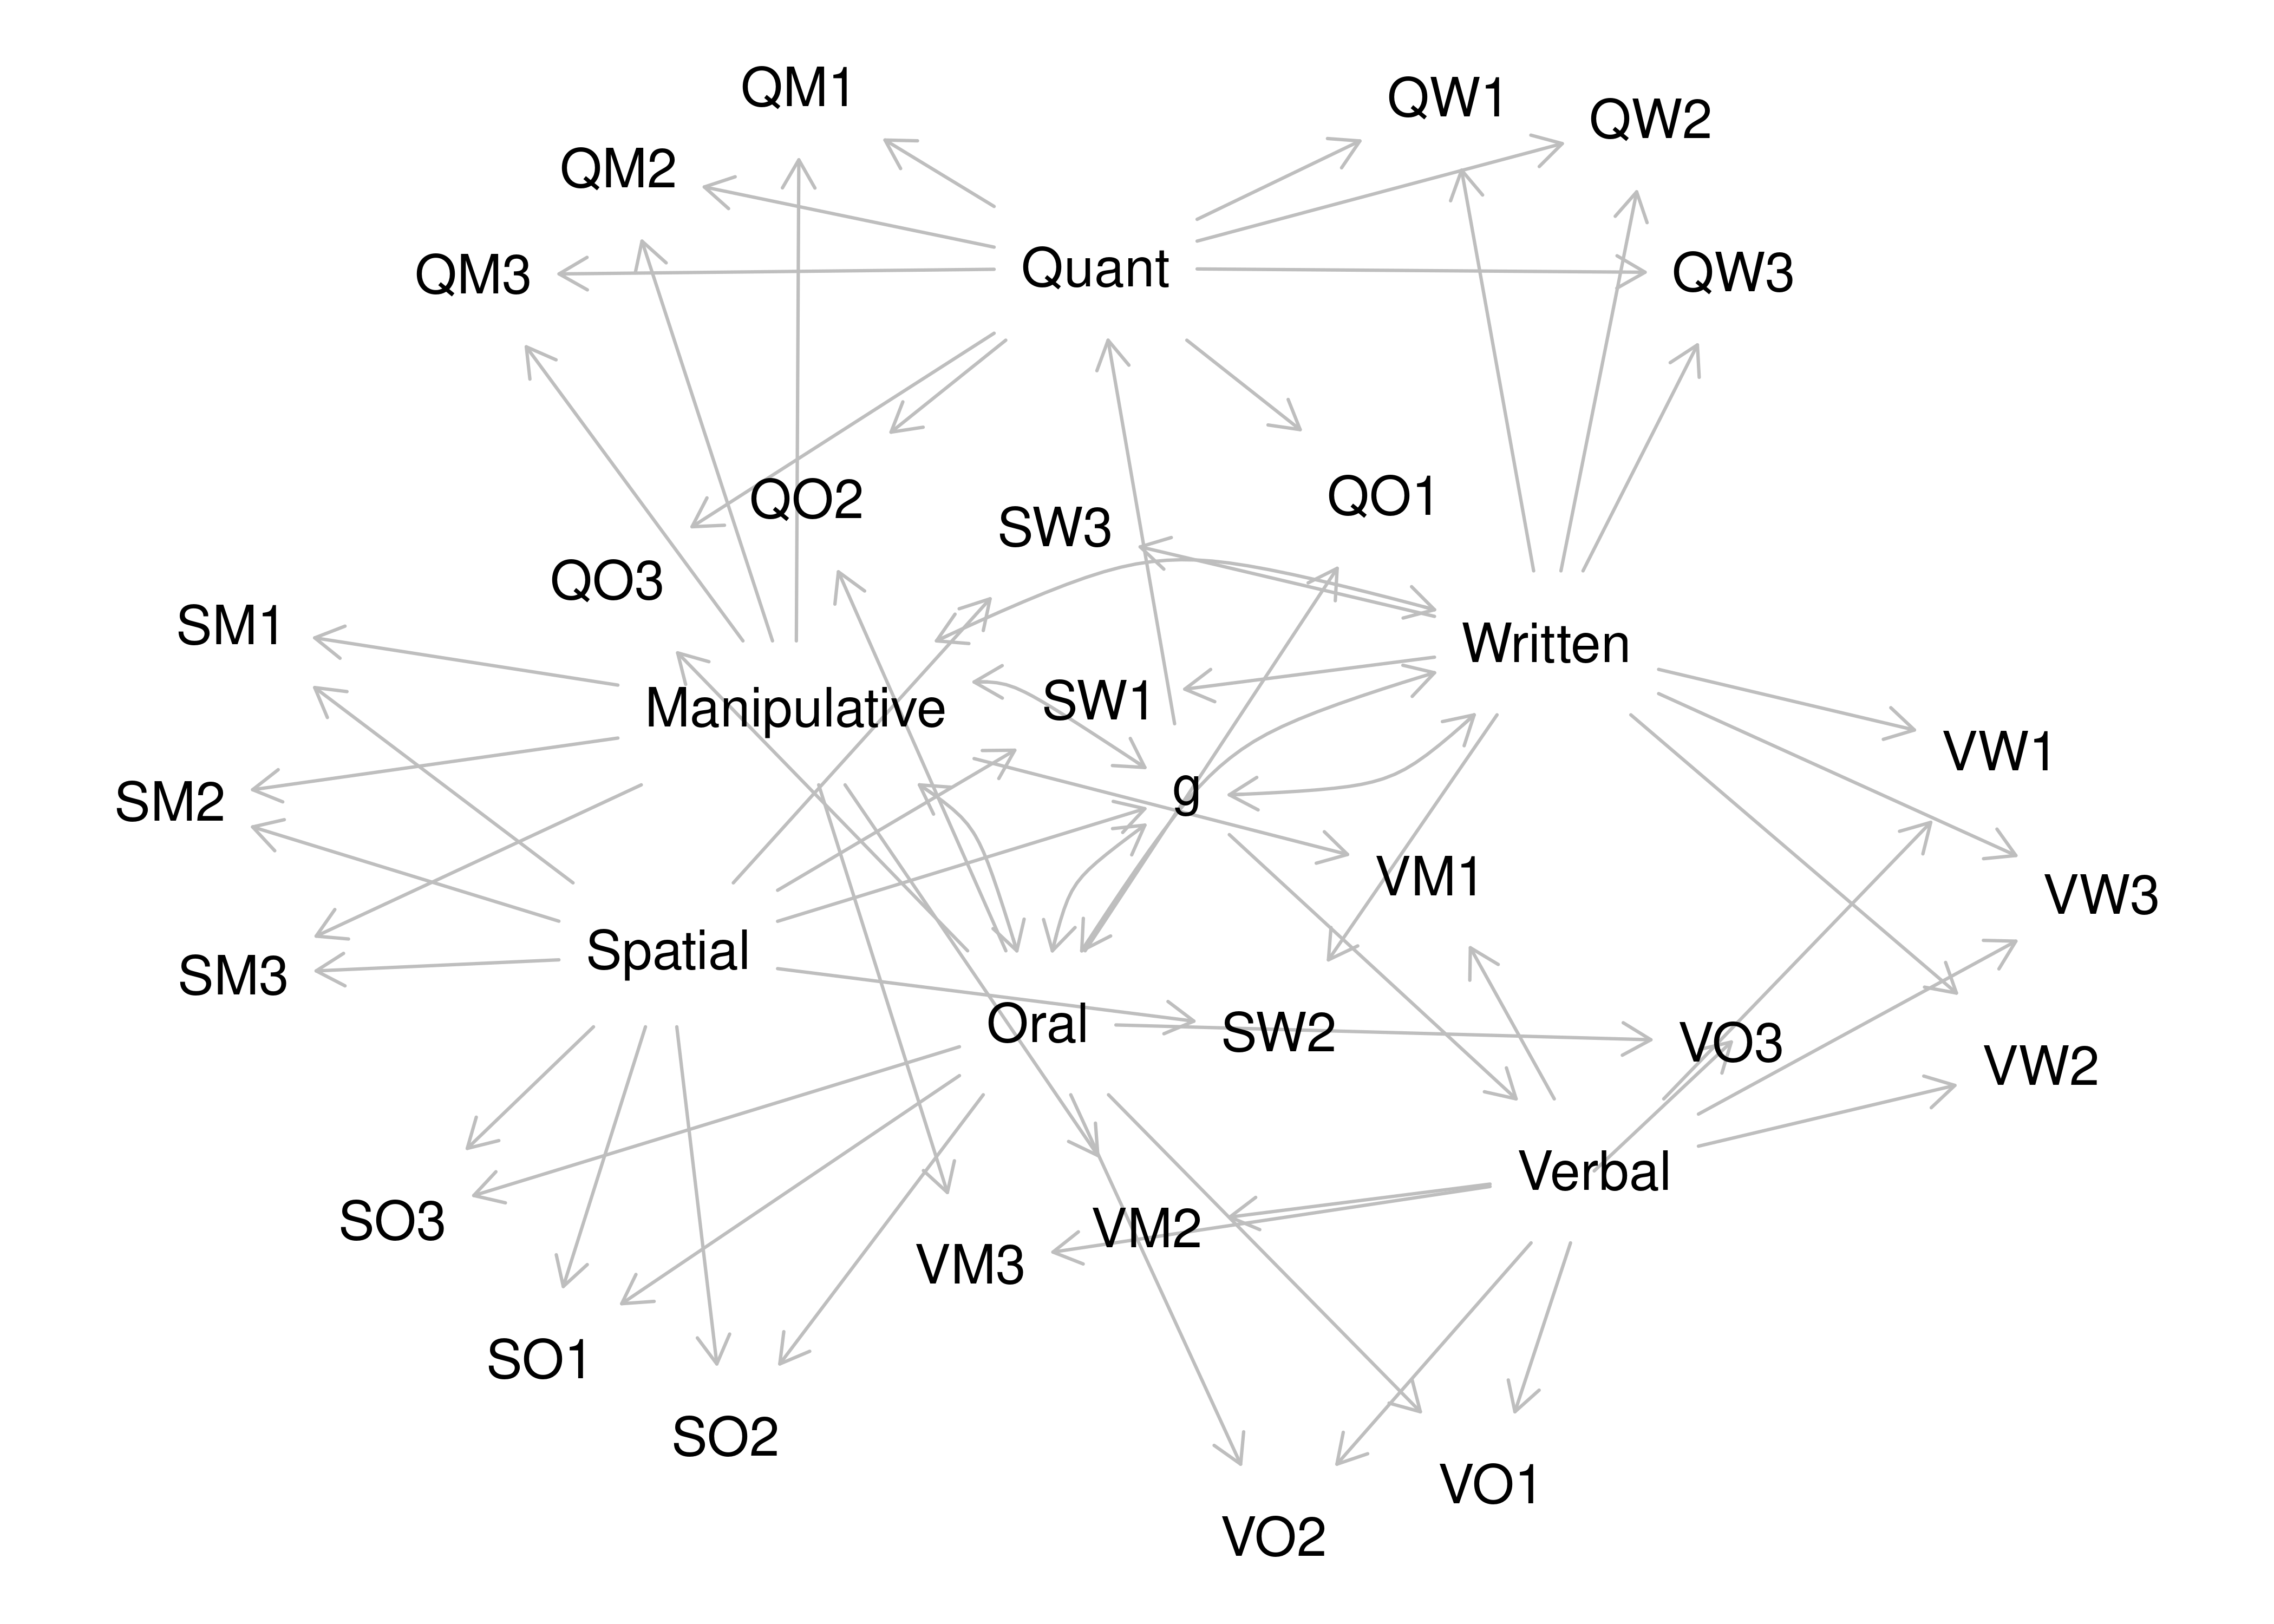 QM1
QW1
QW2
QM2
Quant
QM3
QW3
QO2
QO1
SW3
QO3
SM1
Written
Manipulative
SW1
VW1
g
SM2
VM1
VW3
Spatial
SM3
Oral
SW2
VO3
VW2
Verbal
SO3
VM2
VM3
SO1
SO2
VO1
VO2